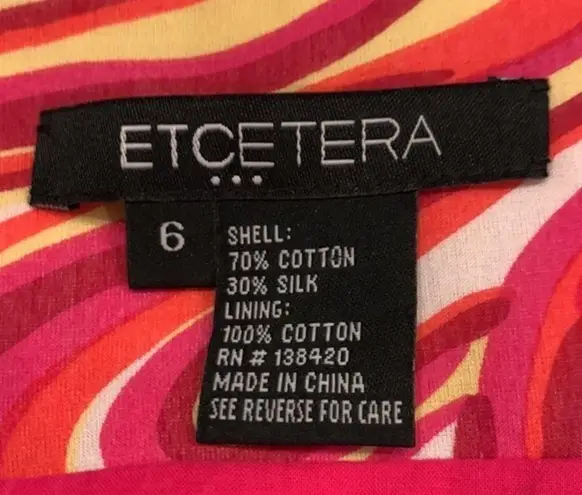 ETCETERA
...
6
SHELL:
70% COTTON
30% SILK
LINING:
100% COTTON
RN # 138420
MADE IN CHINA
SEE REVERSE FOR CARE